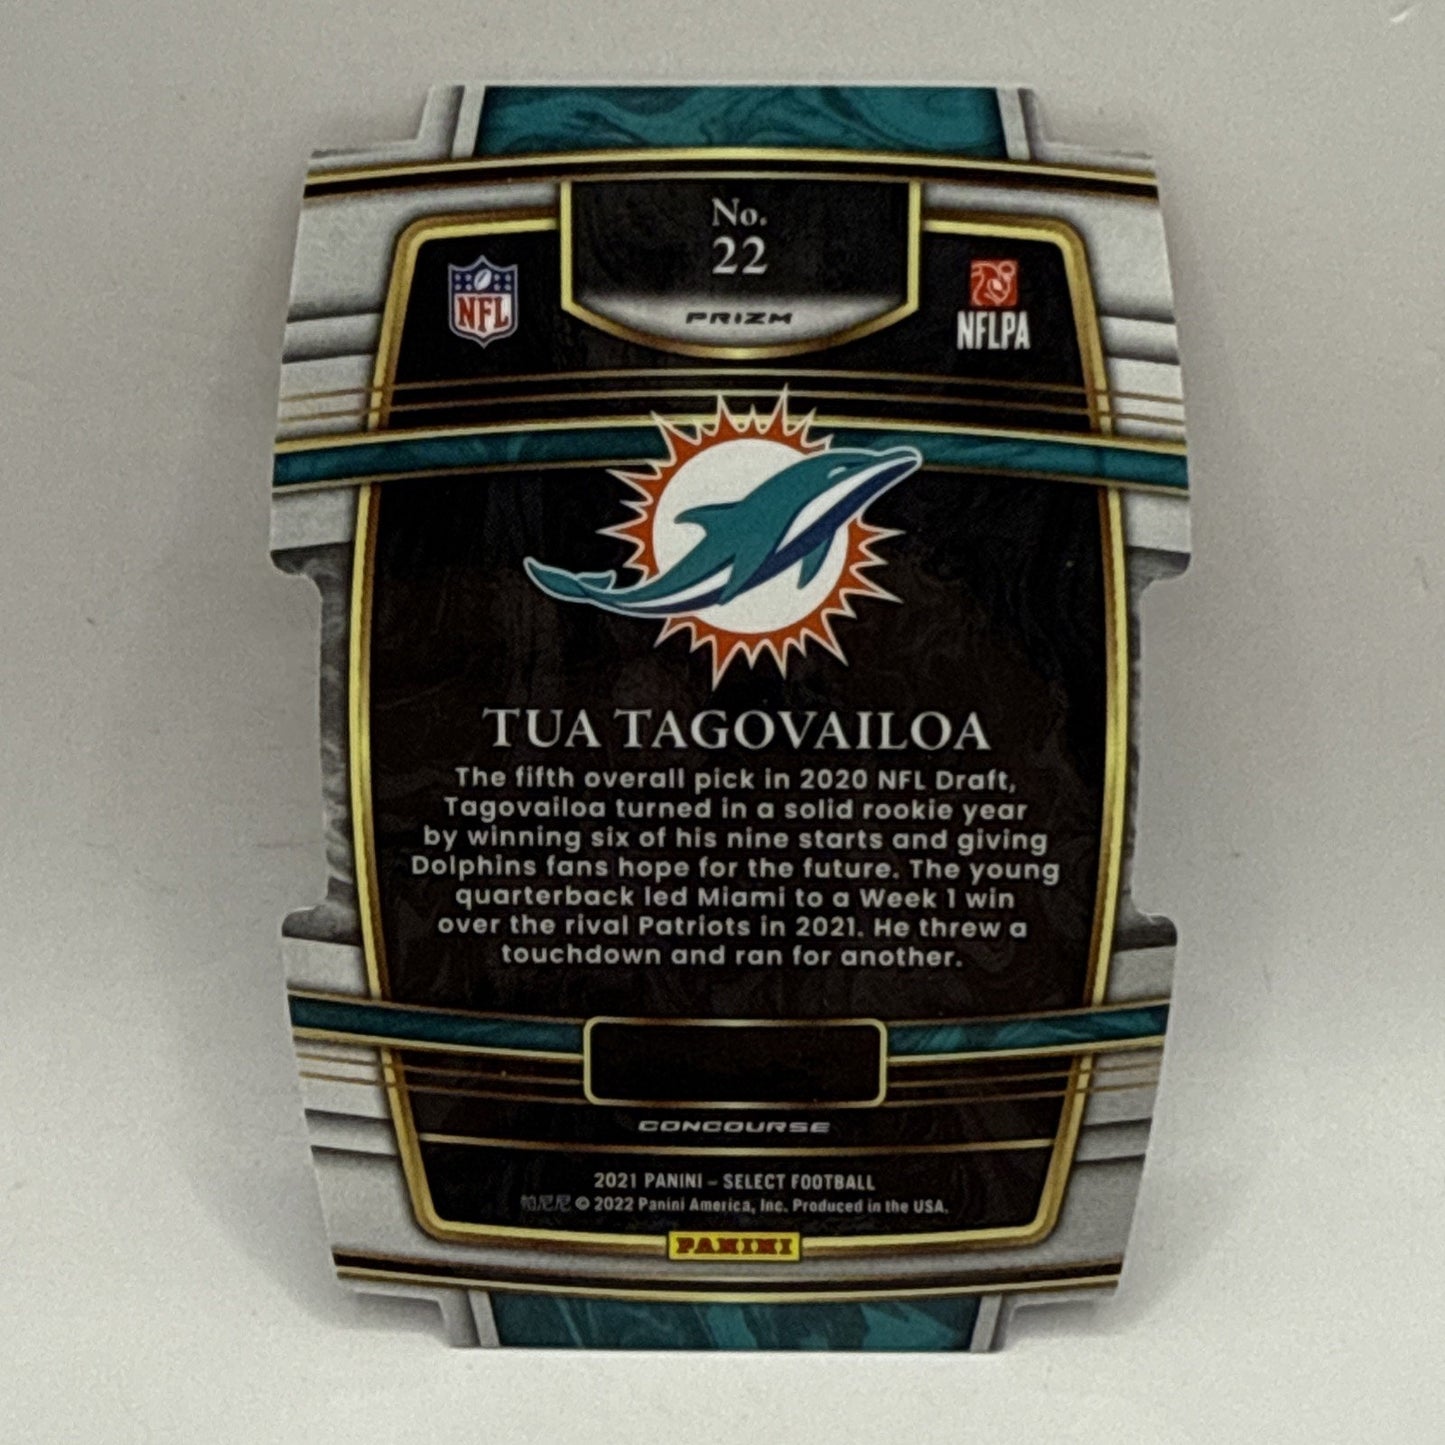 No.
22
PRIZM
NFL
NFLPA
TUA TAGOVAILOA
The fifth overall pick in 2020 NFL Draft,
Tagovailoa turned in a solid rookie year
by winning six of his nine starts and giving
Dolphins fans hope for the future. The young
quarterback led Miami to a Week 1 win
over the rival Patriots in 2021. He threw a
touchdown and ran for another.
CONCOURSE
2021 PANINI – SELECT FOOTBALL
帕尼尼 © 2022 Panini America, Inc. Produced in the USA.
PANINI